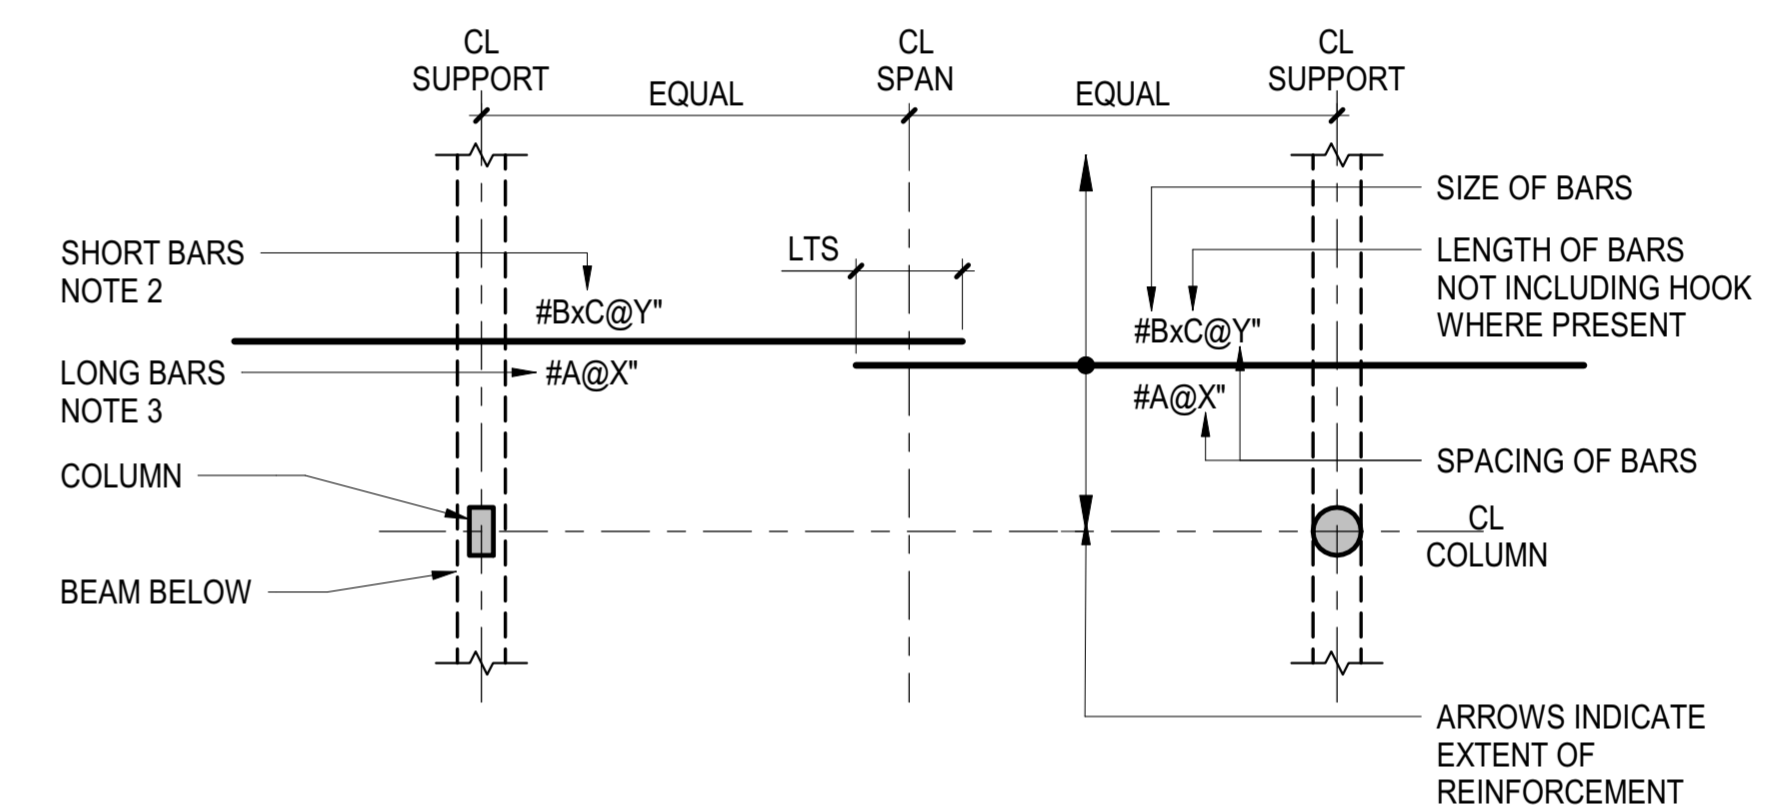 CL
SUPPORT
EQUAL
CL
SPAN
EQUAL
CL
SUPPORT
SHORT BARS
NOTE 2
#BxC@Y"
LTS
SIZE OF BARS
LENGTH OF BARS
NOT INCLUDING HOOK
WHERE PRESENT
#BxC@Y"
LONG BARS
NOTE 3
#A@X"
#A@X"
SPACING OF BARS
COLUMN
CL
COLUMN
BEAM BELOW
ARROWS INDICATE
EXTENT OF
REINFORCEMENT